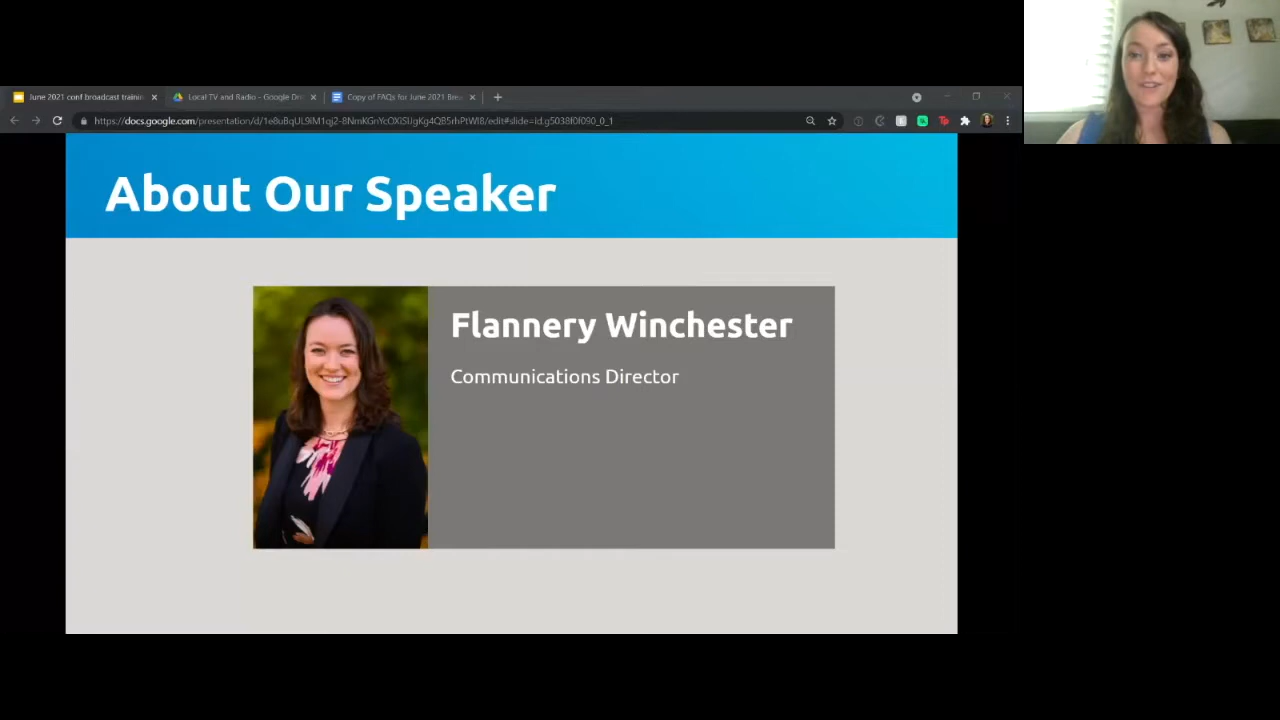 June 2021 conf broadcast trainin
Local TV and Radio - Google Dri
Copy of FAQs for June 2021 Brea
About Our Speaker
Flannery Winchester
Communications Director